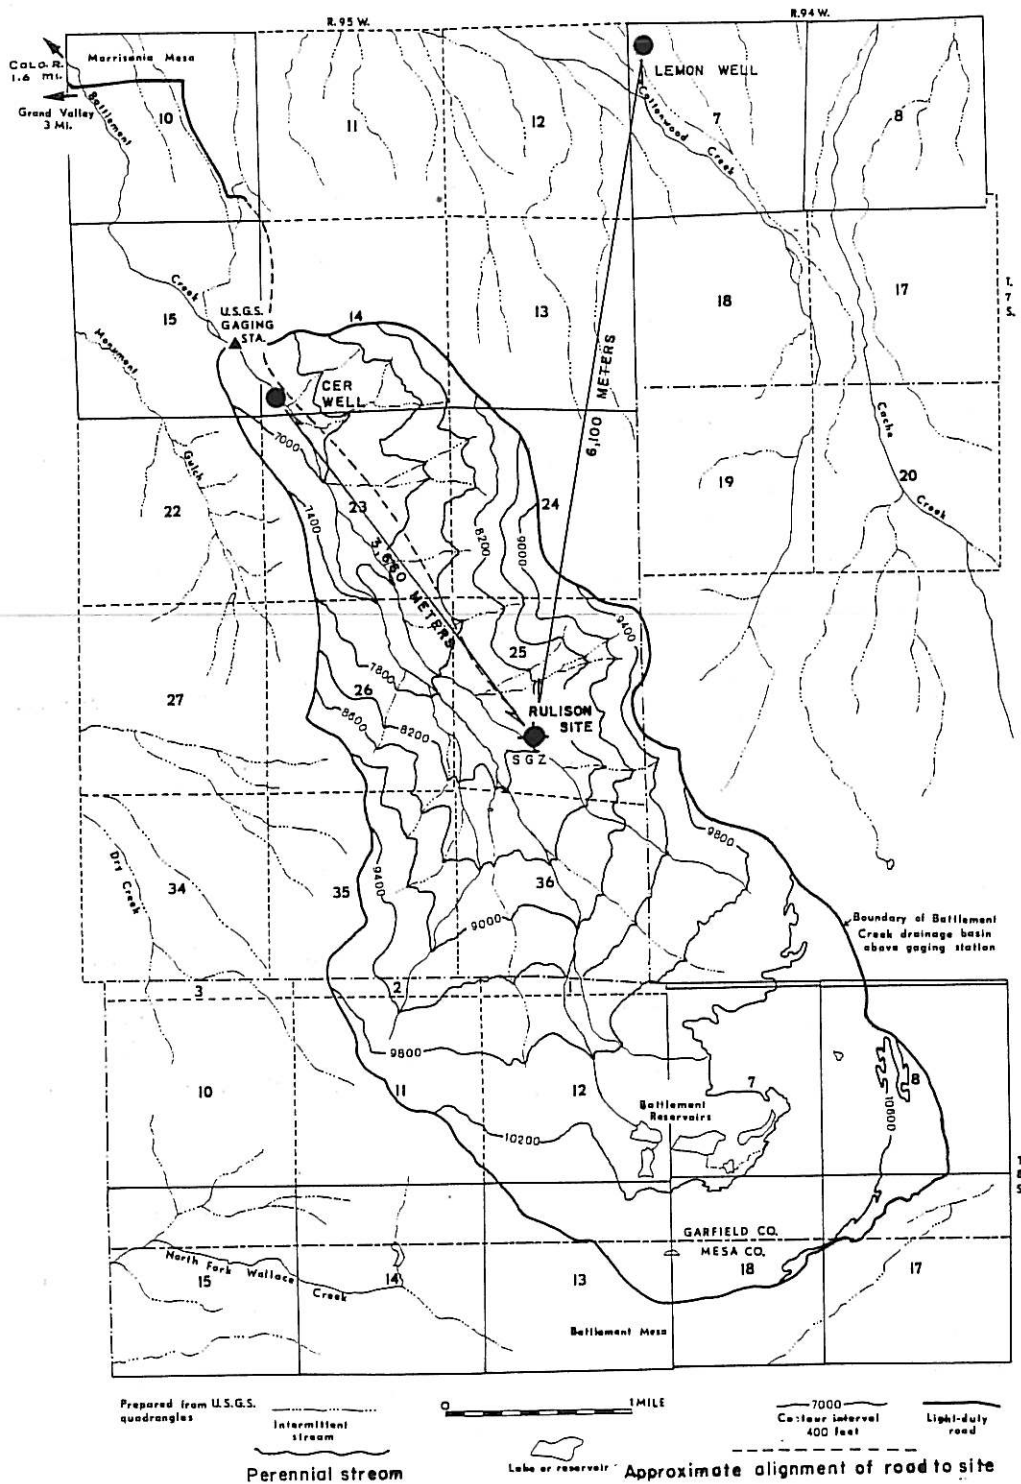 R. 95 W.
R. 94 W.
COLO. R.
1.6 MI.
Morrisania Mesa
Grand Valley
3 MI.
Battlement
10
11
12
LEMON WELL
7
8
Cottonwood
Creek
Creek
15
U.S.G.S.
GAGING
STA.
14
13
18
17
T.
7
S.
Monument
Gulch
CER
WELL
6,100 METERS
7000
22
23
7400
3,660 METERS
24
8200
9000
19
Cache
20
Creek
9400
25
27
7800
26
8600
8200
RULISON
SITE
SGZ
9800
Dry Creek
34
35
9400
36
9000
Boundary of Battlement
Creek drainage basin
above gaging station
3
2
1
9800
10
11
12
7
8
10600
Battlement
Reservoirs
10200
T
8
S
GARFIELD CO.
MESA CO.
North Fork Wallace
Creek
15
14
13
18
17
Battlement Mesa
Prepared from U.S.G.S.
quadrangles
Intermittent
stream
Perennial stream
0
1 MILE
Lake or reservoir
7000
Contour interval
400 feet
Light-duty
road
Approximate alignment of road to site